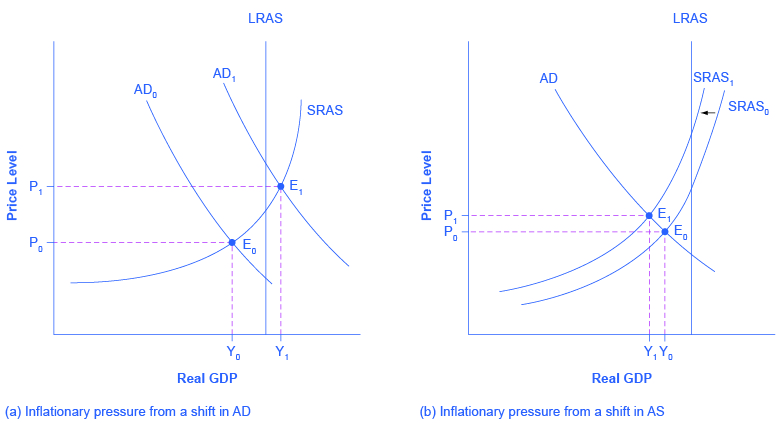 LRAS
AD₀
AD₁
SRAS
Price Level
P₁
P₀
E₁
E₀
Y₀
Y₁
Real GDP
(a) Inflationary pressure from a shift in AD
LRAS
AD
SRAS₁
SRAS₀
Price Level
P₁
P₀
E₁
E₀
Y₁
Y₀
Real GDP
(b) Inflationary pressure from a shift in AS